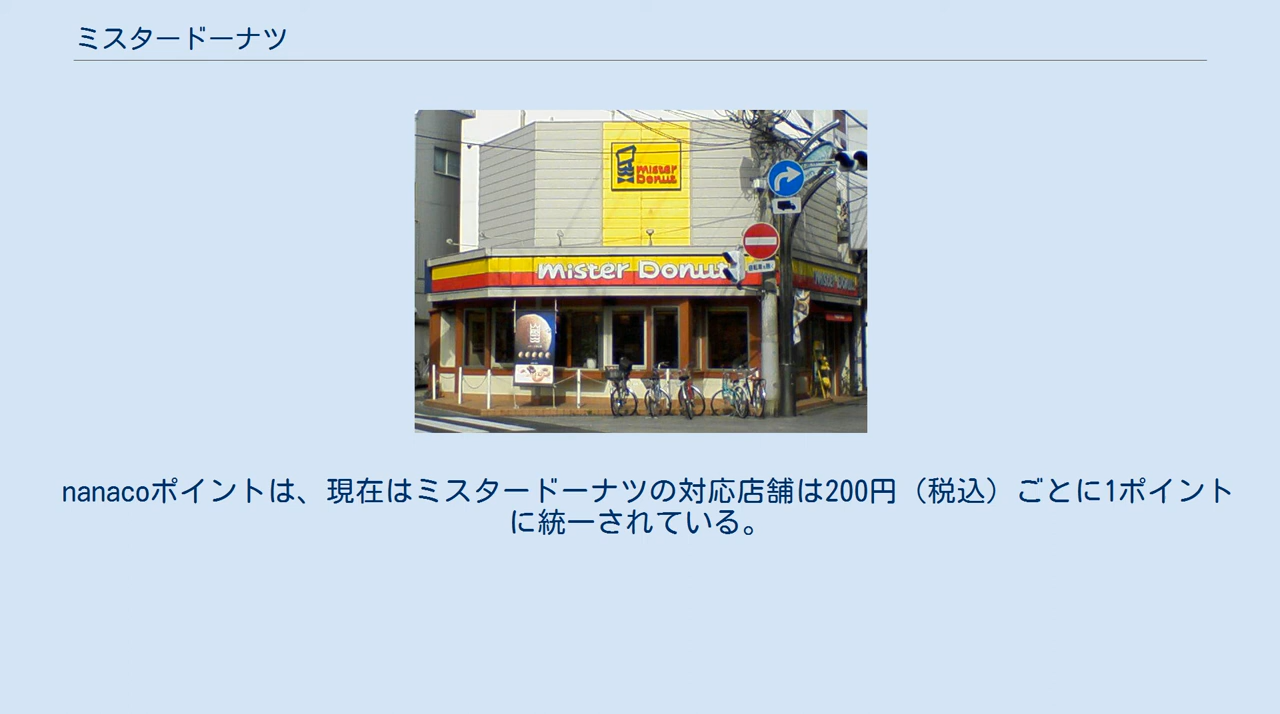 ミスタードーナツ
mister
Donut
mister Donut
mister Donut
nanacoポイントは、現在はミスタードーナツの対応店舗は200円（税込）ごとに1ポイント
に統一されている。